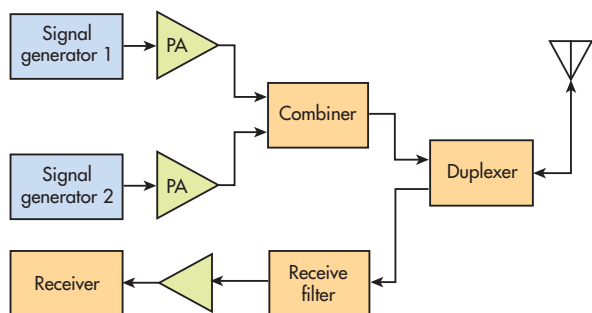 Signal
generator 1
PA
Combiner
Signal
generator 2
PA
Duplexer
Receiver
Receive
filter